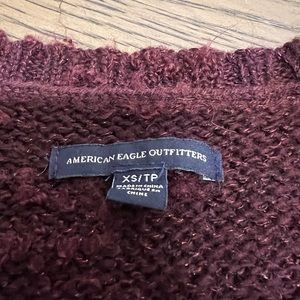 AMERICAN EAGLE OUTFITTERS
XS/TP
MADE IN CHINA
FABRIQUÉ EN
CHINE